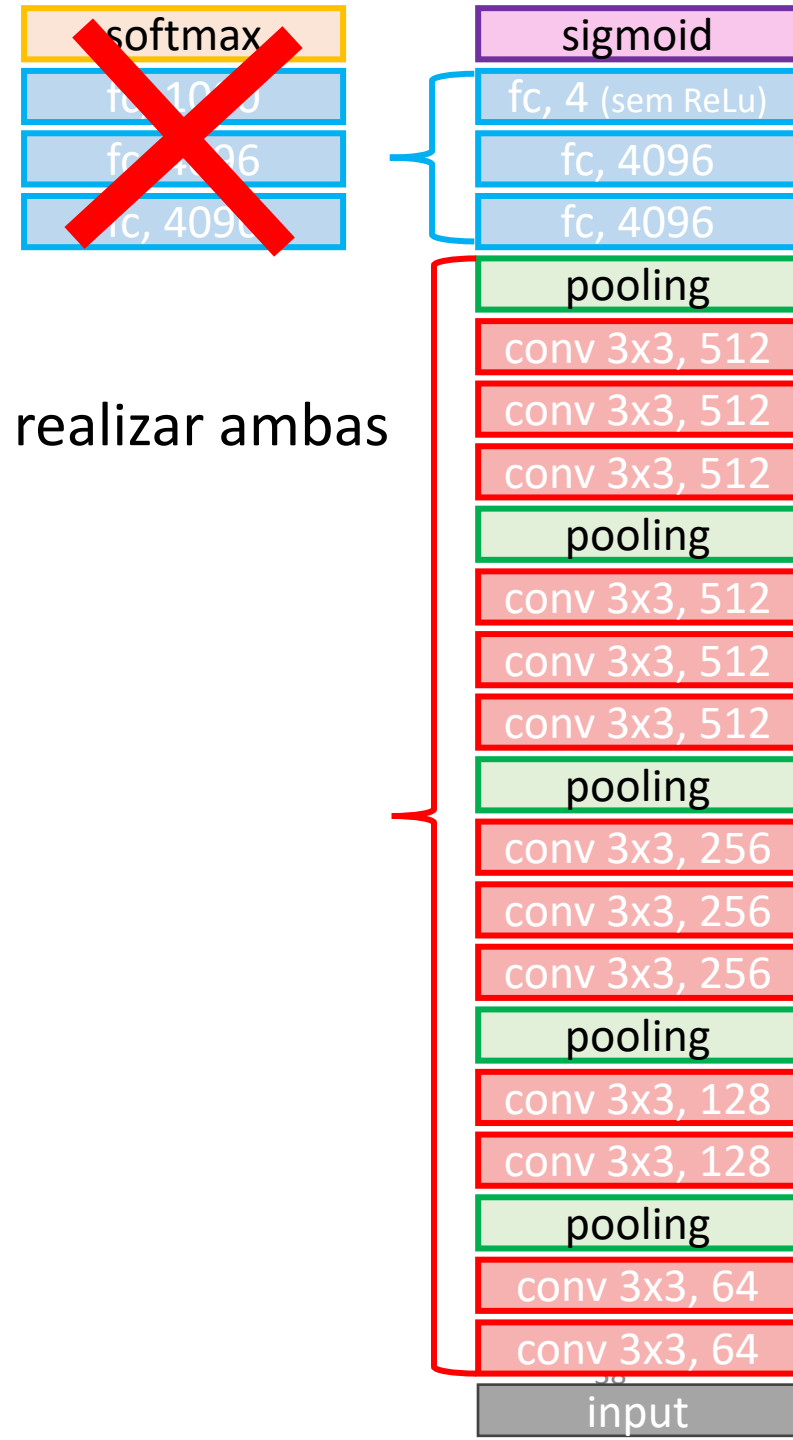 softmax
fc, 4096
realizar ambas
sigmoid
fc, 4 (sem ReLu)
fc, 4096
fc, 4096
pooling
conv 3x3, 512
conv 3x3, 512
conv 3x3, 512
pooling
conv 3x3, 512
conv 3x3, 512
conv 3x3, 512
pooling
conv 3x3, 256
conv 3x3, 256
conv 3x3, 256
pooling
conv 3x3, 128
conv 3x3, 128
pooling
conv 3x3, 64
conv 3x3, 64
input